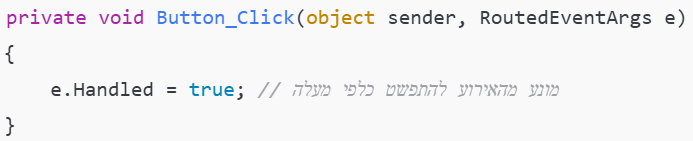 private void Button_Click(object sender, RoutedEventArgs e)
{
    e.Handled = true; // מונע מהאירוע להתפשט כלפי מעלה
}